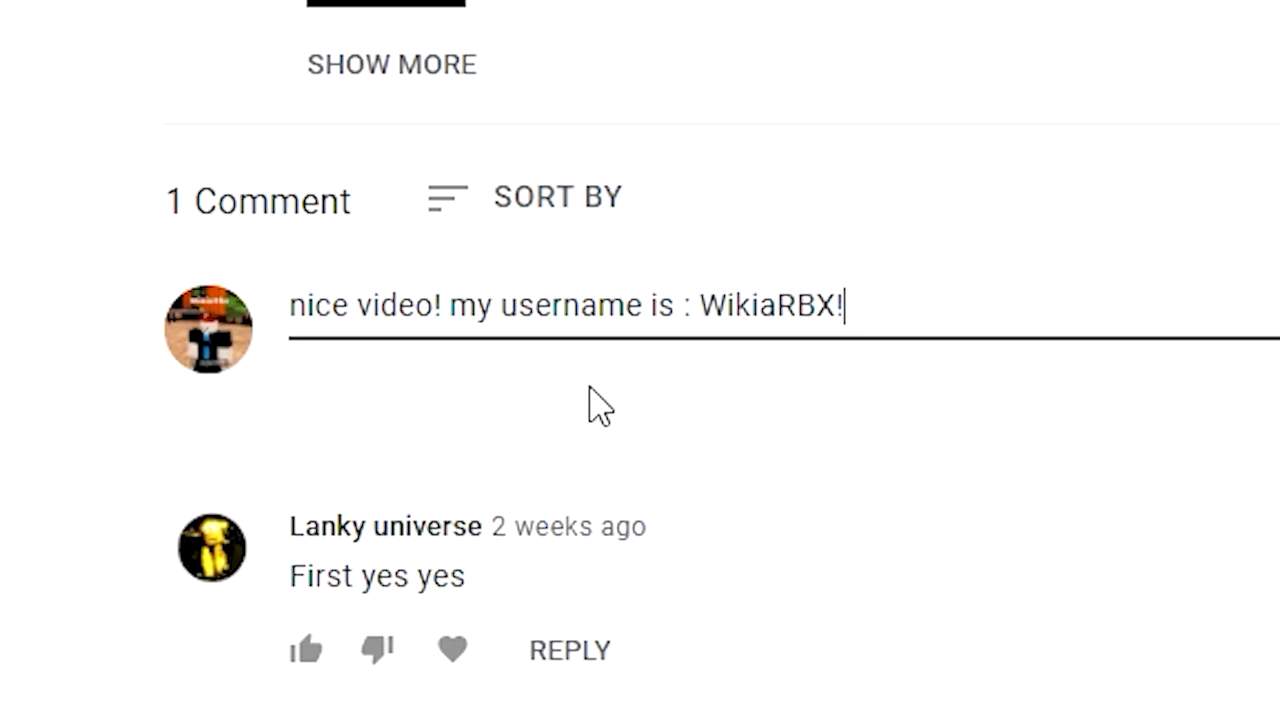 SHOW MORE
1 Comment
SORT BY
nice video! my username is : WikiaRBX!
Lanky universe 2 weeks ago
First yes yes
REPLY